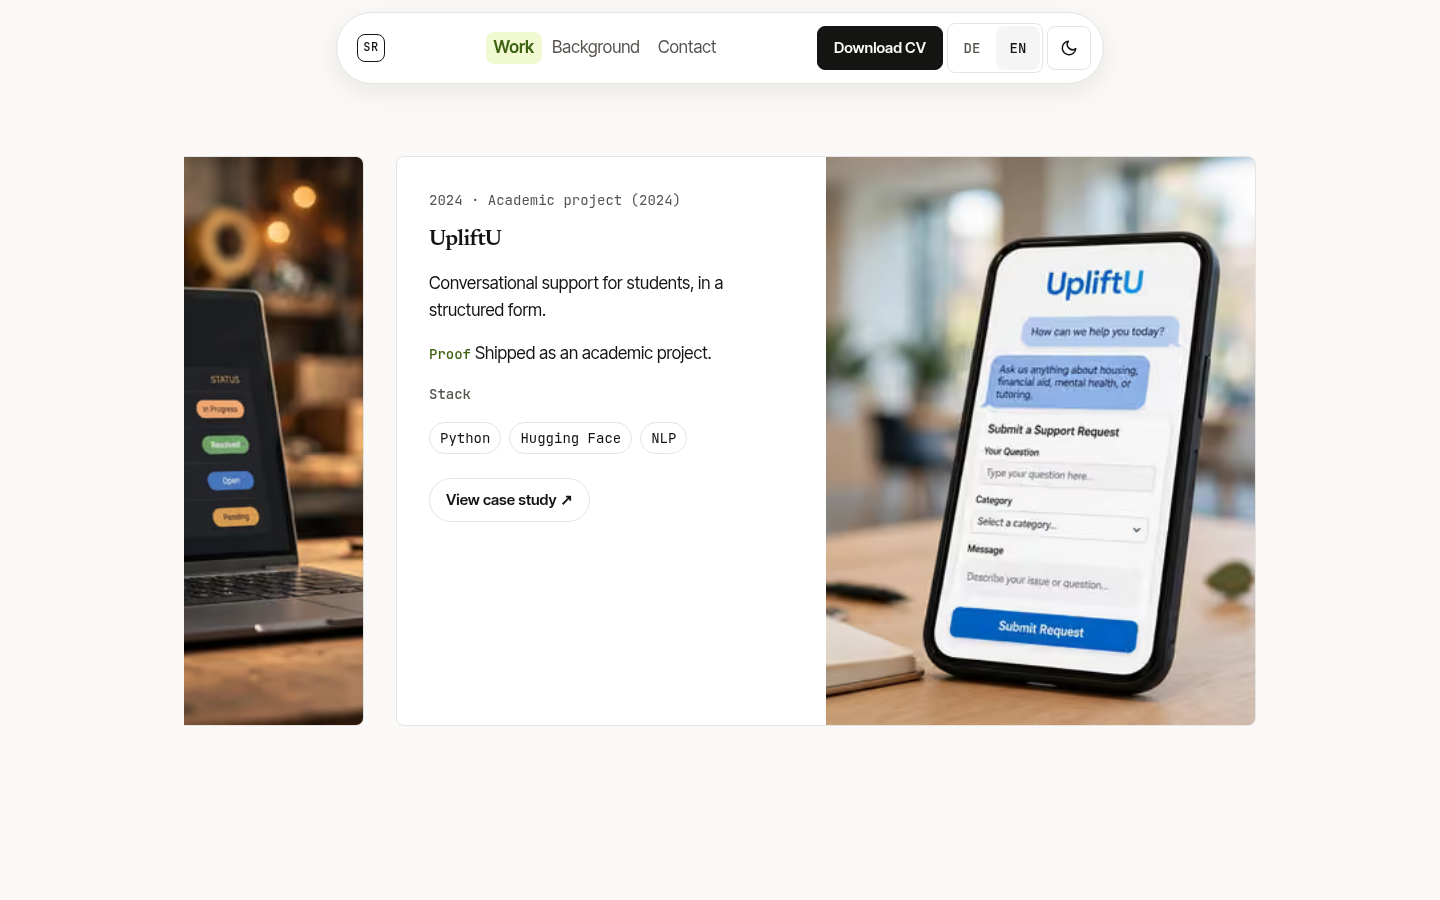 SR
Work
Background
Contact
Download CV
DE
EN
STATUS
In Progress
Resolved
Open
Pending
2024 · Academic project (2024)
UpliftU
Conversational support for students, in a
structured form.
Proof Shipped as an academic project.
Stack
Python
Hugging Face
NLP
View case study ↗
UpliftU
How can we help you today?
Ask us anything about housing,
financial aid, mental health, or
tutoring.
Submit a Support Request
Your Question
Type your question here...
Category
Select a category...
Message
Describe your issue or question...
Submit Request